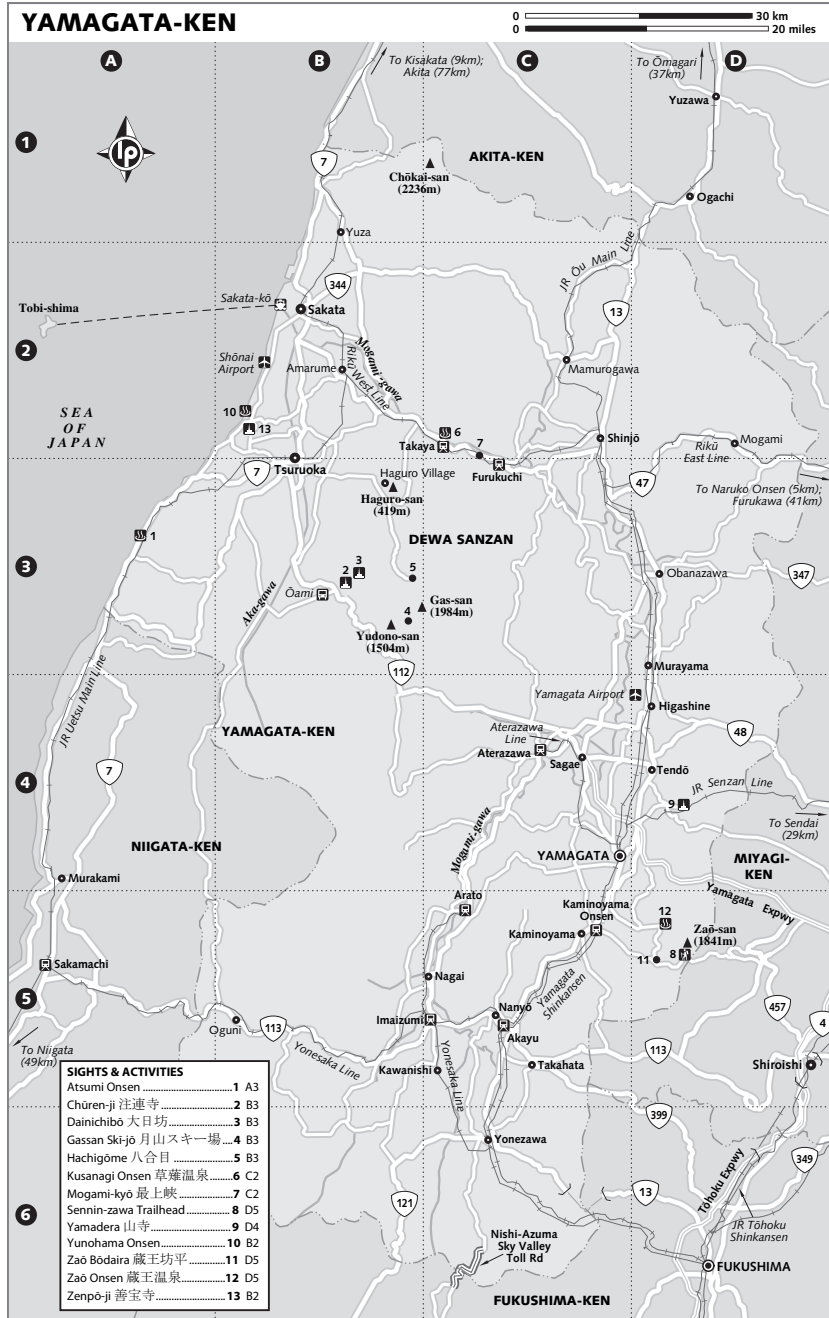 YAMAGATA-KEN
0 30 km
0 20 miles
A
B
C
D
To Kisakata (9km);
Akita (77km)
To Ōmagari
(37km)
Yuzawa
1
lp
7
AKITA-KEN
Chōkai-san
(2236m)
Ogachi
Yuza
JR Ōu Main Line
344
Sakata-kō
Tobi-shima
Sakata
13
2
Shōnai
Airport
Mogami-gawa
Rikū West Line
Amarume
Mamurogawa
SEA
OF
JAPAN
10
13
6
Takaya
7
Shinjō
Mogami
Rikū
East Line
Tsuruoka
7
Haguro Village
Furukuchi
Haguro-san
(419m)
47
To Naruko Onsen (5km);
Furukawa (41km)
1
DEWA SANZAN
3
3
2
5
Obanazawa
347
Ōami
Aka-gawa
Gas-san
(1984m)
4
Yudono-san
(1504m)
112
Murayama
JR Uetsu Main Line
Yamagata Airport
Higashine
YAMAGATA-KEN
Aterazawa
Line
48
Aterazawa
Sagae
Tendō
7
4
JR Senzan Line
9
To Sendai
(29km)
Mogami-gawa
NIIGATA-KEN
YAMAGATA
MIYAGI-
KEN
Murakami
Yamagata Expwy
Arato
Kaminoyama
Onsen
12
Kaminoyama
Zaō-san
(1841m)
11
8
Sakamachi
Nagai
Yamagata
Shinkansen
5
457
Nanyō
4
Oguni
113
Imaizumi
Akayu
To Niigata
(49km)
Yonesaka Line
113
Kawanishi
Yonesaka Line
Takahata
Shiroishi
399
Yonezawa
349
Tōhoku Expwy
121
13
6
JR Tōhoku
Shinkansen
Nishi-Azuma
Sky Valley
Toll Rd
FUKUSHIMA
FUKUSHIMA-KEN
SIGHTS & ACTIVITIES
Atsumi Onsen 1 A3
Chūren-ji 注連寺 2 B3
Dainichibō 大日坊 3 B3
Gassan Ski-jō 月山スキー場 4 B3
Hachigōme 八合目 5 B3
Kusanagi Onsen 草薙温泉 6 C2
Mogami-kyō 最上峡 7 C2
Sennin-zawa Trailhead 8 D5
Yamadera 山寺 9 D4
Yunohama Onsen 10 B2
Zaō Bōdaira 蔵王坊平 11 D5
Zaō Onsen 蔵王温泉 12 D5
Zenpō-ji 善宝寺 13 B2